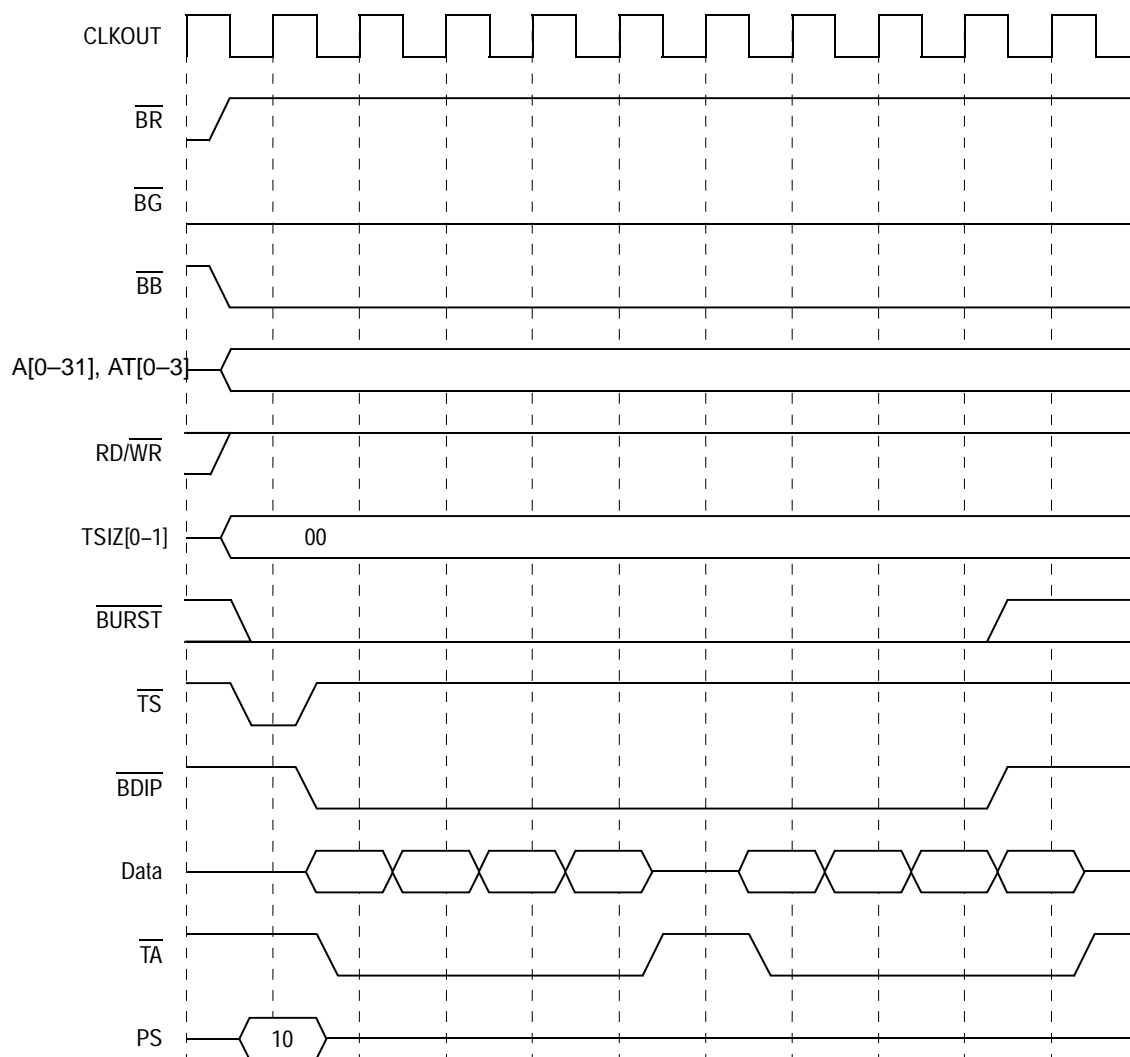 CLKOUT
BR
BG
BB
A[0–31], AT[0–3]
RD/WR
TSIZ[0–1]
00
BURST
TS
BDIP
Data
TA
PS
10